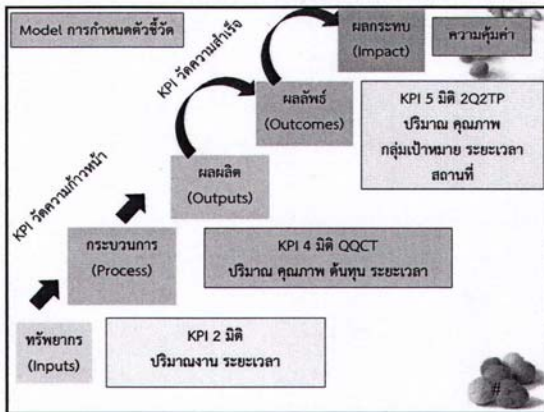 Model การกำหนดตัวชี้วัด
ผลกระทบ
(Impact)
ความคุ้มค่า
KPI วัดความสำเร็จ
ผลลัพธ์
(Outcomes)
KPI 5 มิติ 2Q2TP
ปริมาณ คุณภาพ
กลุ่มเป้าหมาย ระยะเวลา
สถานที่
KPI วัดความก้าวหน้า
ผลผลิต
(Outputs)
กระบวนการ
(Process)
KPI 4 มิติ QQCT
ปริมาณ คุณภาพ ต้นทุน ระยะเวลา
ทรัพยากร
(Inputs)
KPI 2 มิติ
ปริมาณงาน ระยะเวลา
#